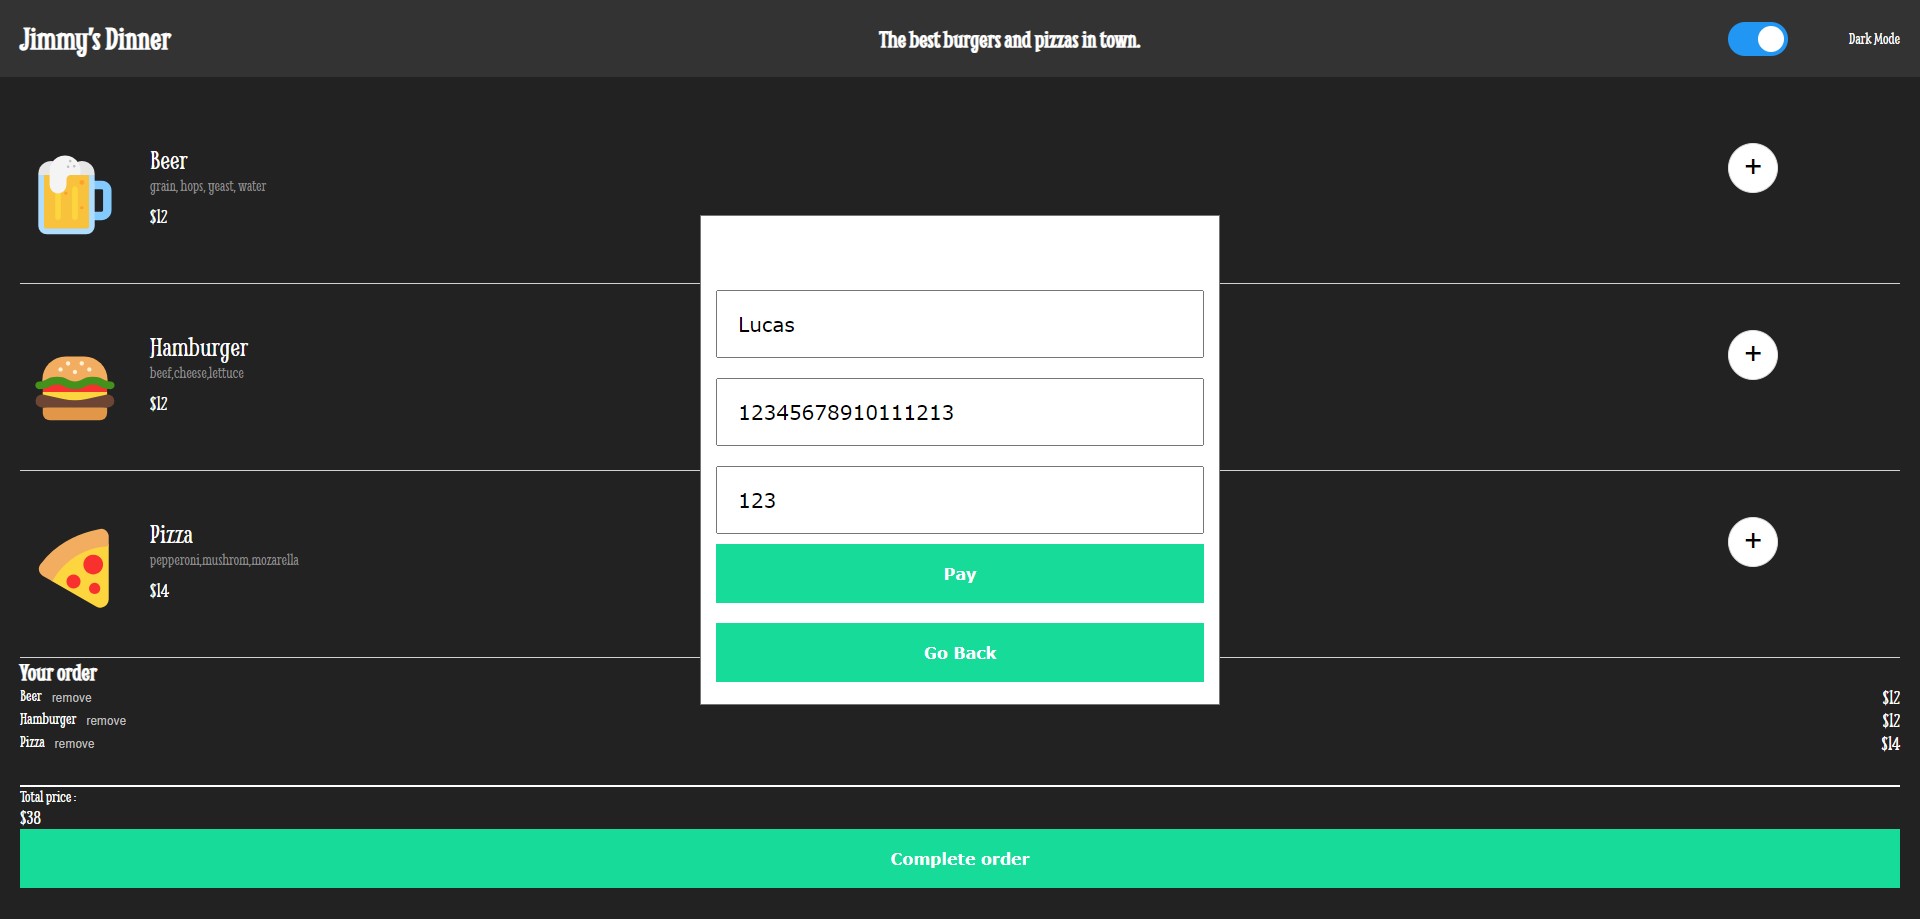 Jimmy's Dinner
The best burgers and pizzas in town.
Dark Mode
Beer
grain, hops, yeast, water
$12
+
Hamburger
beef,cheese,lettuce
$12
+
Pizza
pepperoni,mushrom,mozarella
$14
+
Lucas
12345678910111213
123
Pay
Go Back
Your order
Beer remove $12
Hamburger remove $12
Pizza remove $14
Total price :
$38
Complete order